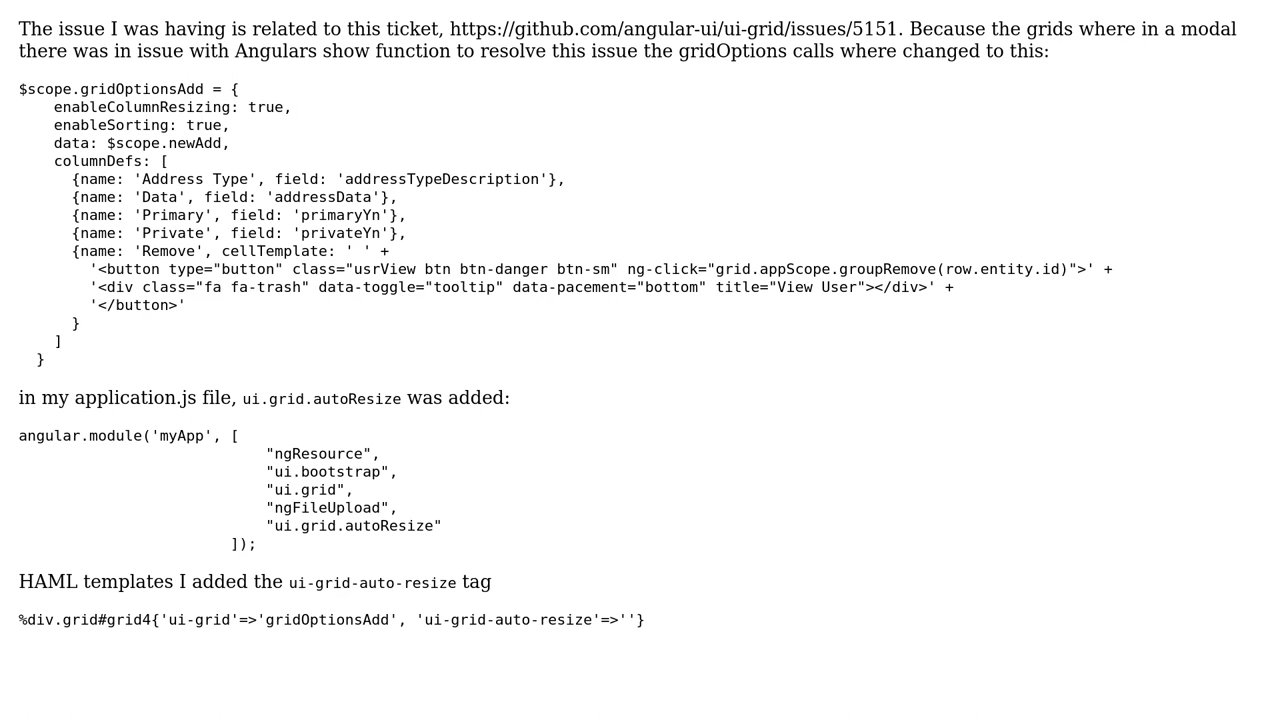 The issue I was having is related to this ticket, https://github.com/angular-ui/ui-grid/issues/5151. Because the grids where in a modal
there was in issue with Angulars show function to resolve this issue the gridOptions calls where changed to this:
$scope.gridOptionsAdd = {
    enableColumnResizing: true,
    enableSorting: true,
    data: $scope.newAdd,
    columnDefs: [
      {name: 'Address Type', field: 'addressTypeDescription'},
      {name: 'Data', field: 'addressData'},
      {name: 'Primary', field: 'primaryYn'},
      {name: 'Private', field: 'privateYn'},
      {name: 'Remove', cellTemplate: ' ' +
        '<button type="button" class="usrView btn btn-danger btn-sm" ng-click="grid.appScope.groupRemove(row.entity.id)">' +
        '<div class="fa fa-trash" data-toggle="tooltip" data-pacement="bottom" title="View User"></div>' +
        '</button>'
      }
    ]
  }
in my application.js file, ui.grid.autoResize was added:
angular.module('myApp', [
                            "ngResource",
                            "ui.bootstrap",
                            "ui.grid",
                            "ngFileUpload",
                            "ui.grid.autoResize"
                        ]);
HAML templates I added the ui-grid-auto-resize tag
%div.grid#grid4{'ui-grid'=>'gridOptionsAdd', 'ui-grid-auto-resize'=>''}